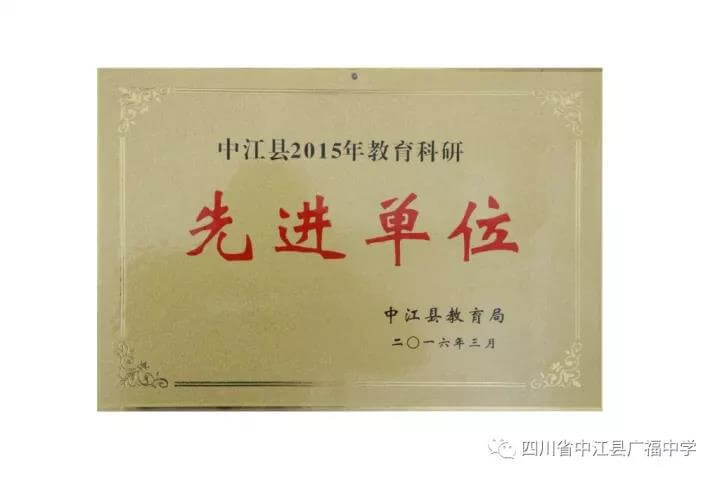 中江县2015年教育科研
先进单位
中江县教育局
二〇一六年三月
四川省中江县广福中学